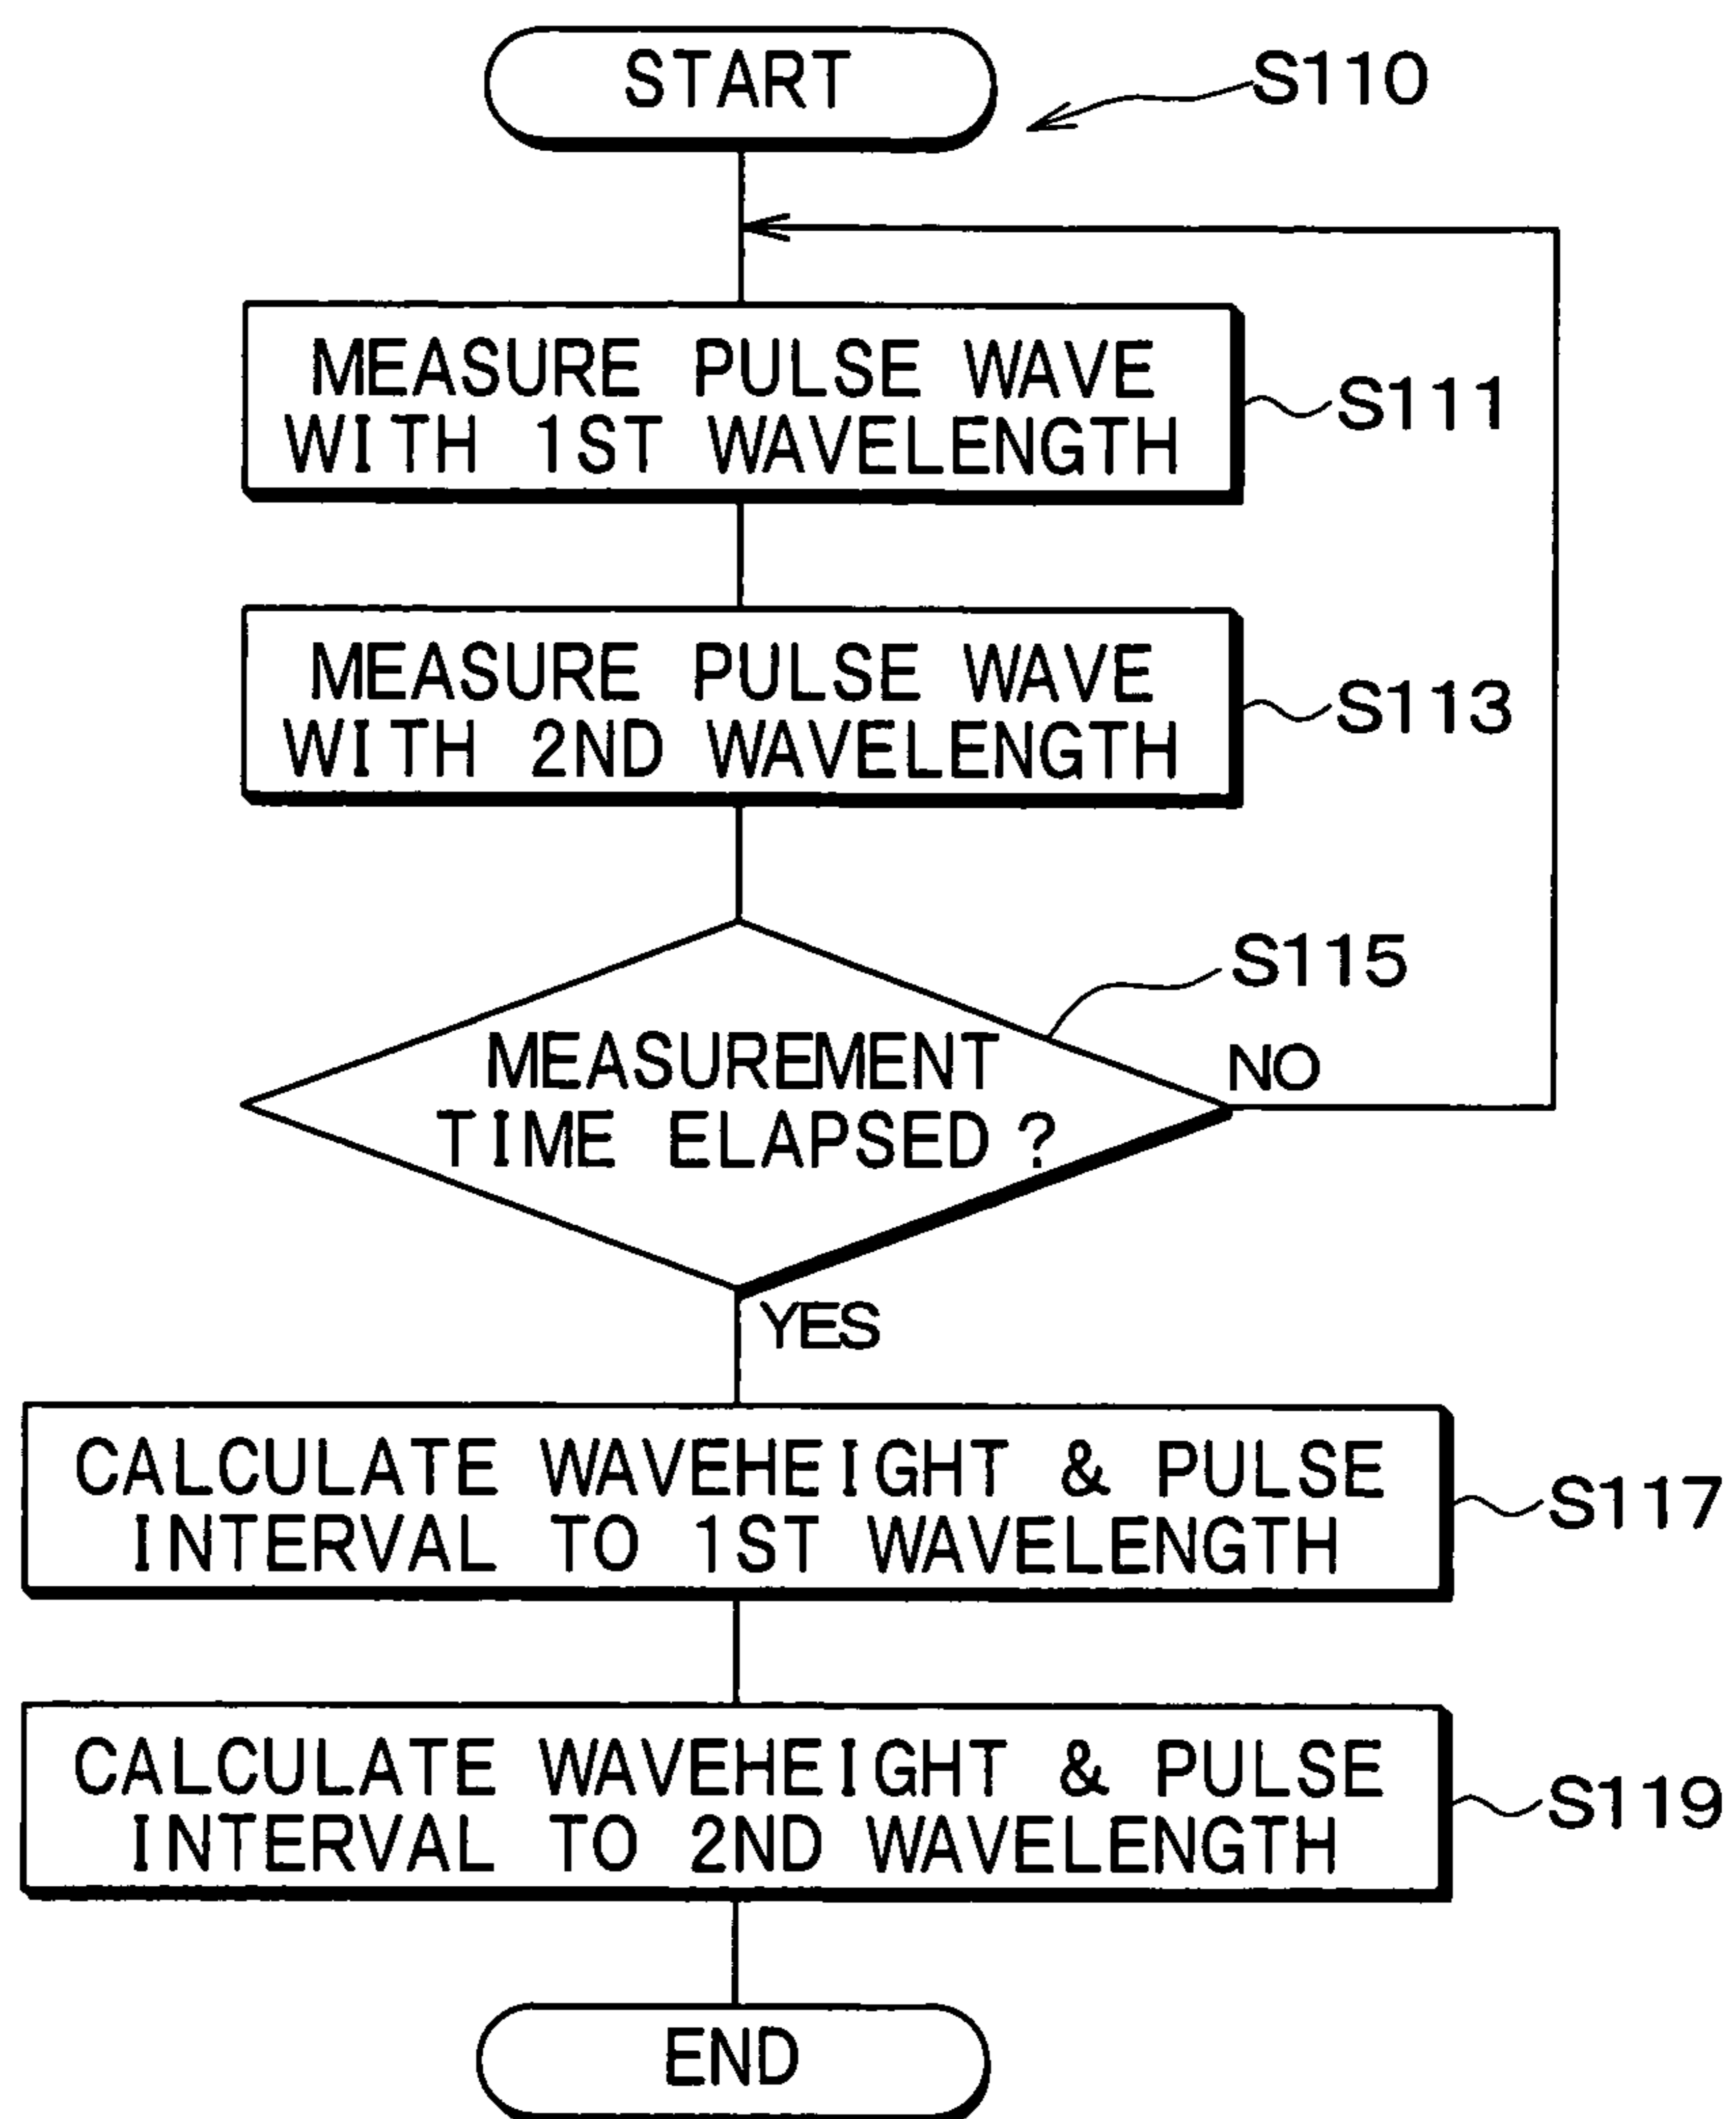 START
S110
MEASURE PULSE WAVE
WITH 1ST WAVELENGTH
S111
MEASURE PULSE WAVE
WITH 2ND WAVELENGTH
S113
S115
MEASUREMENT
TIME ELAPSED?
NO
YES
CALCULATE WAVEHEIGHT & PULSE
INTERVAL TO 1ST WAVELENGTH
S117
CALCULATE WAVEHEIGHT & PULSE
INTERVAL TO 2ND WAVELENGTH
S119
END